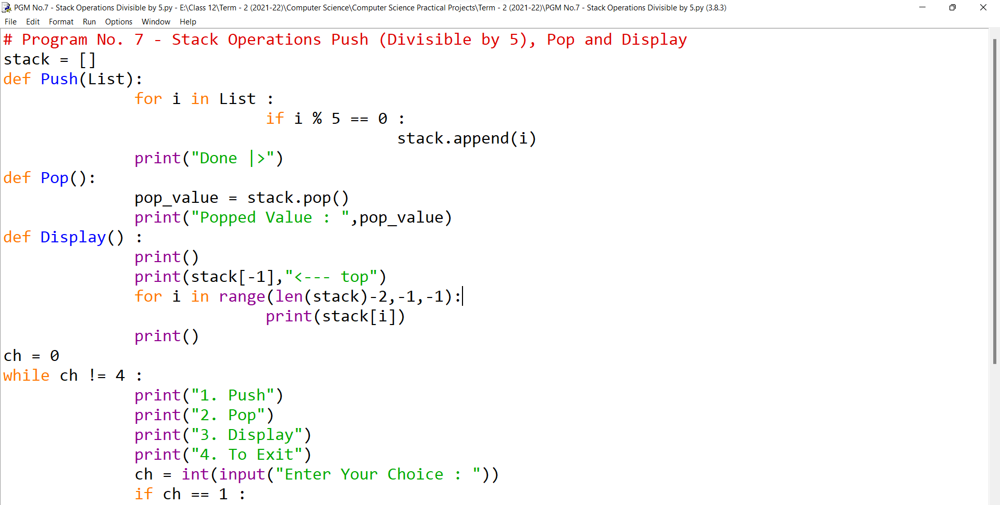 PGM No.7 - Stack Operations Divisible by 5.py - E:\Class 12\Term - 2 (2021-22)\Computer Science\Computer Science Practical Projects\Term - 2 (2021-22)\PGM No.7 - Stack Operations Divisible by 5.py (3.8.3)
File Edit Format Run Options Window Help
# Program No. 7 - Stack Operations Push (Divisible by 5), Pop and Display
stack = []
def Push(List):
              for i in List :
                            if i % 5 == 0 :
                                          stack.append(i)
              print("Done |>")
def Pop():
              pop_value = stack.pop()
              print("Popped Value : ",pop_value)
def Display() :
              print()
              print(stack[-1],"<--- top")
              for i in range(len(stack)-2,-1,-1):
                            print(stack[i])
              print()
ch = 0
while ch != 4 :
              print("1. Push")
              print("2. Pop")
              print("3. Display")
              print("4. To Exit")
              ch = int(input("Enter Your Choice : "))
              if ch == 1 :